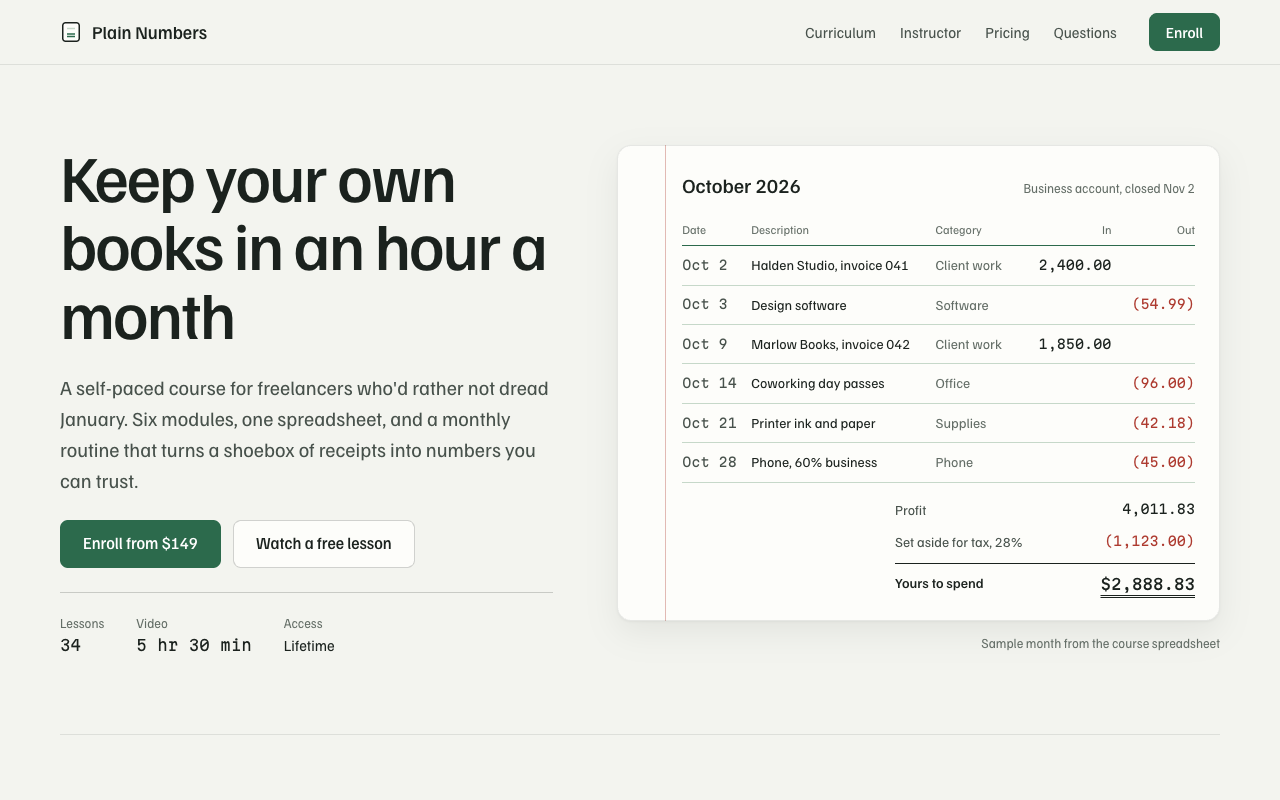 Plain Numbers
Curriculum Instructor Pricing Questions Enroll
Keep your own
books in an hour a
month
A self-paced course for freelancers who'd rather not dread
January. Six modules, one spreadsheet, and a monthly
routine that turns a shoebox of receipts into numbers you
can trust.
Enroll from $149 Watch a free lesson
Lessons Video Access
34 5 hr 30 min Lifetime
October 2026 Business account, closed Nov 2
Date Description Category In Out
Oct 2 Halden Studio, invoice 041 Client work 2,400.00
Oct 3 Design software Software (54.99)
Oct 9 Marlow Books, invoice 042 Client work 1,850.00
Oct 14 Coworking day passes Office (96.00)
Oct 21 Printer ink and paper Supplies (42.18)
Oct 28 Phone, 60% business Phone (45.00)
Profit 4,011.83
Set aside for tax, 28% (1,123.00)
Yours to spend $2,888.83
Sample month from the course spreadsheet